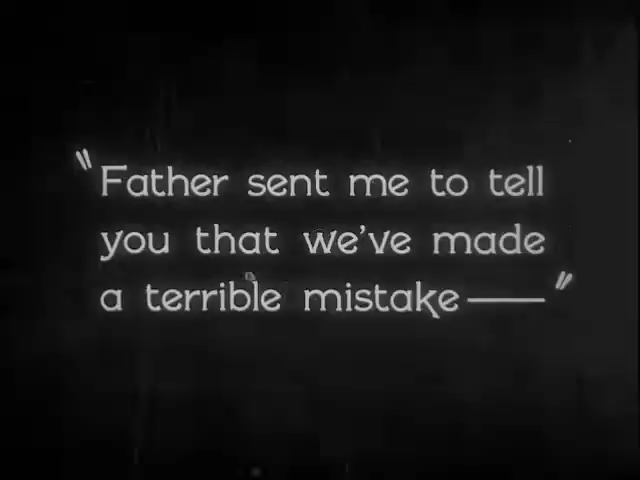 "Father sent me to tell
you that we've made
a terrible mistake——"